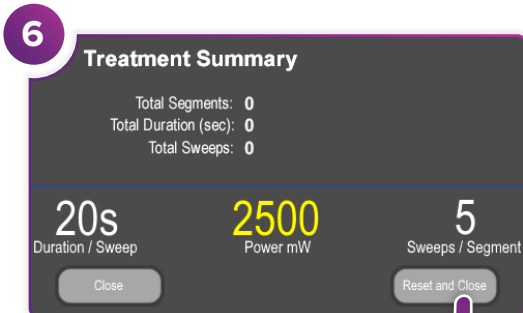 6
Treatment Summary
Total Segments: 0
Total Duration (sec): 0
Total Sweeps: 0
20s 2500 5
Duration / Sweep Power mW Sweeps / Segment
Close Reset and Close